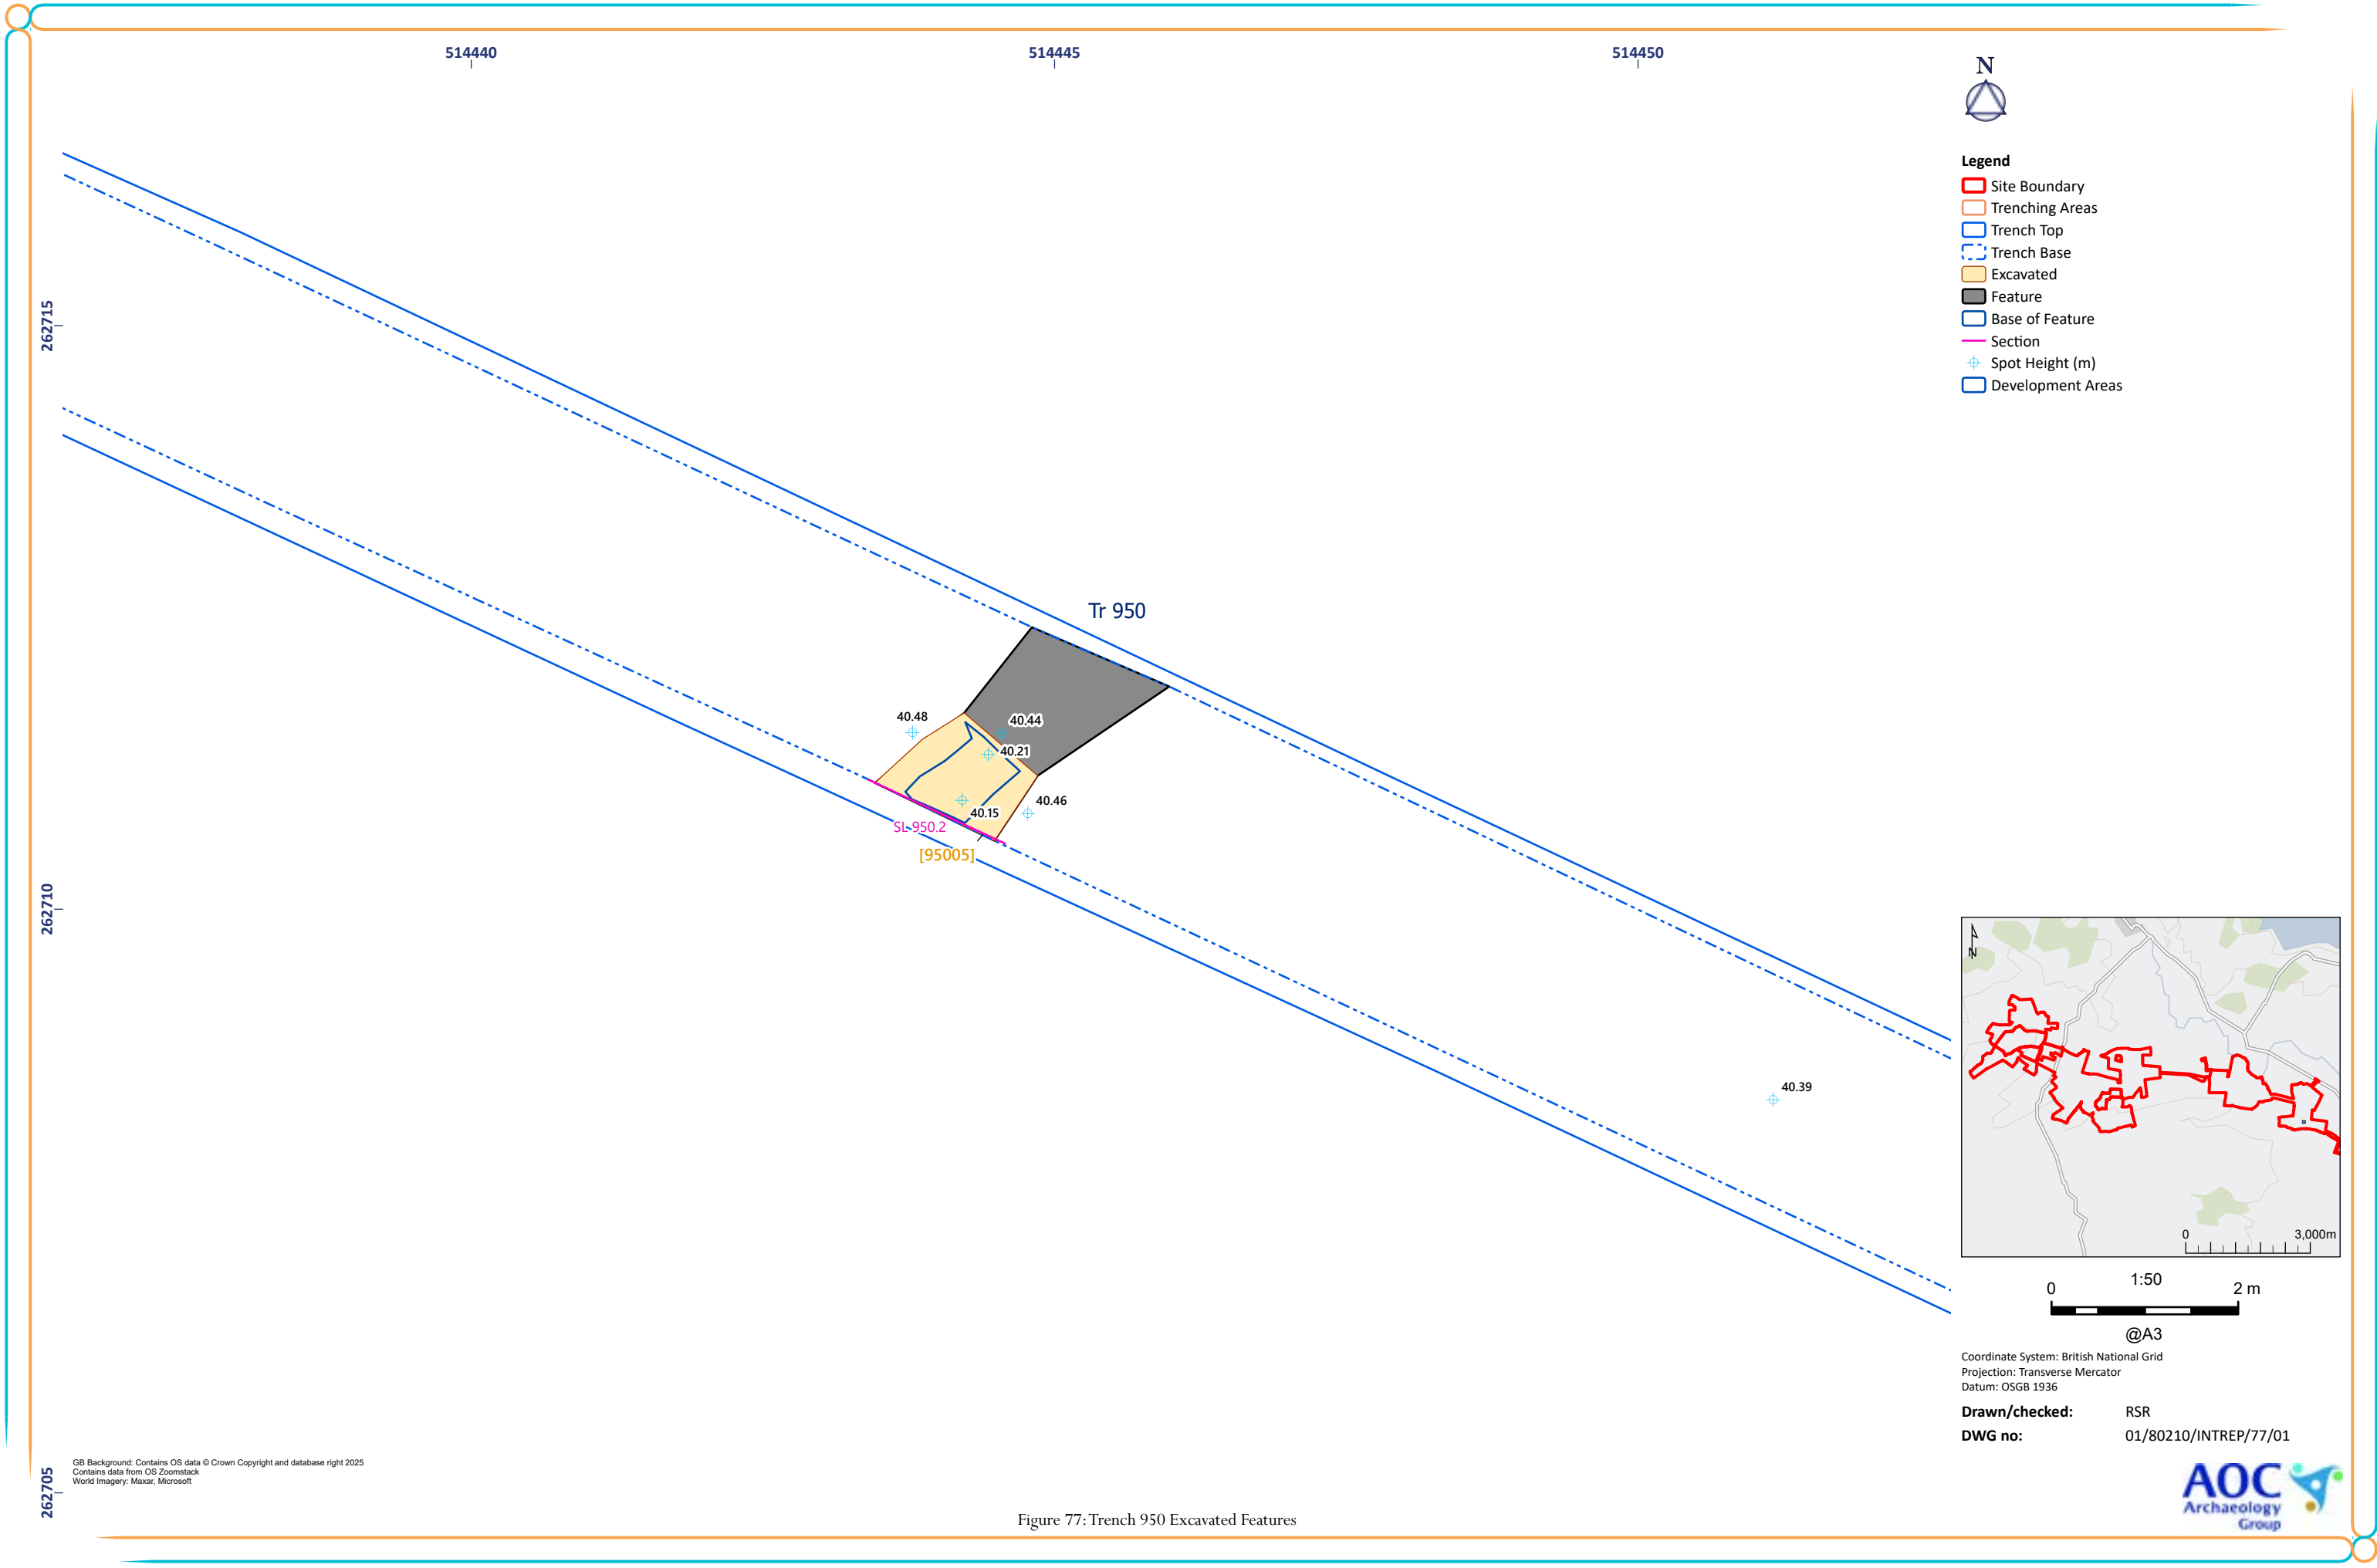 514440
514445
514450
N
Legend
Site Boundary
Trenching Areas
Trench Top
Trench Base
Excavated
Feature
Base of Feature
Section
Spot Height (m)
Development Areas
262715
262710
262705
Tr 950
40.48
40.44
40.21
40.46
40.15
SL 950.2
[95005]
40.39
N
0 3,000m
1:50
0 2 m
@A3
Coordinate System: British National Grid
Projection: Transverse Mercator
Datum: OSGB 1936
Drawn/checked: RSR
DWG no: 01/80210/INTREP/77/01
GB Background: Contains OS data © Crown Copyright and database right 2025
Contains data from OS Zoomstack
World Imagery: Maxar, Microsoft
AOC
Archaeology
Group
Figure 77: Trench 950 Excavated Features